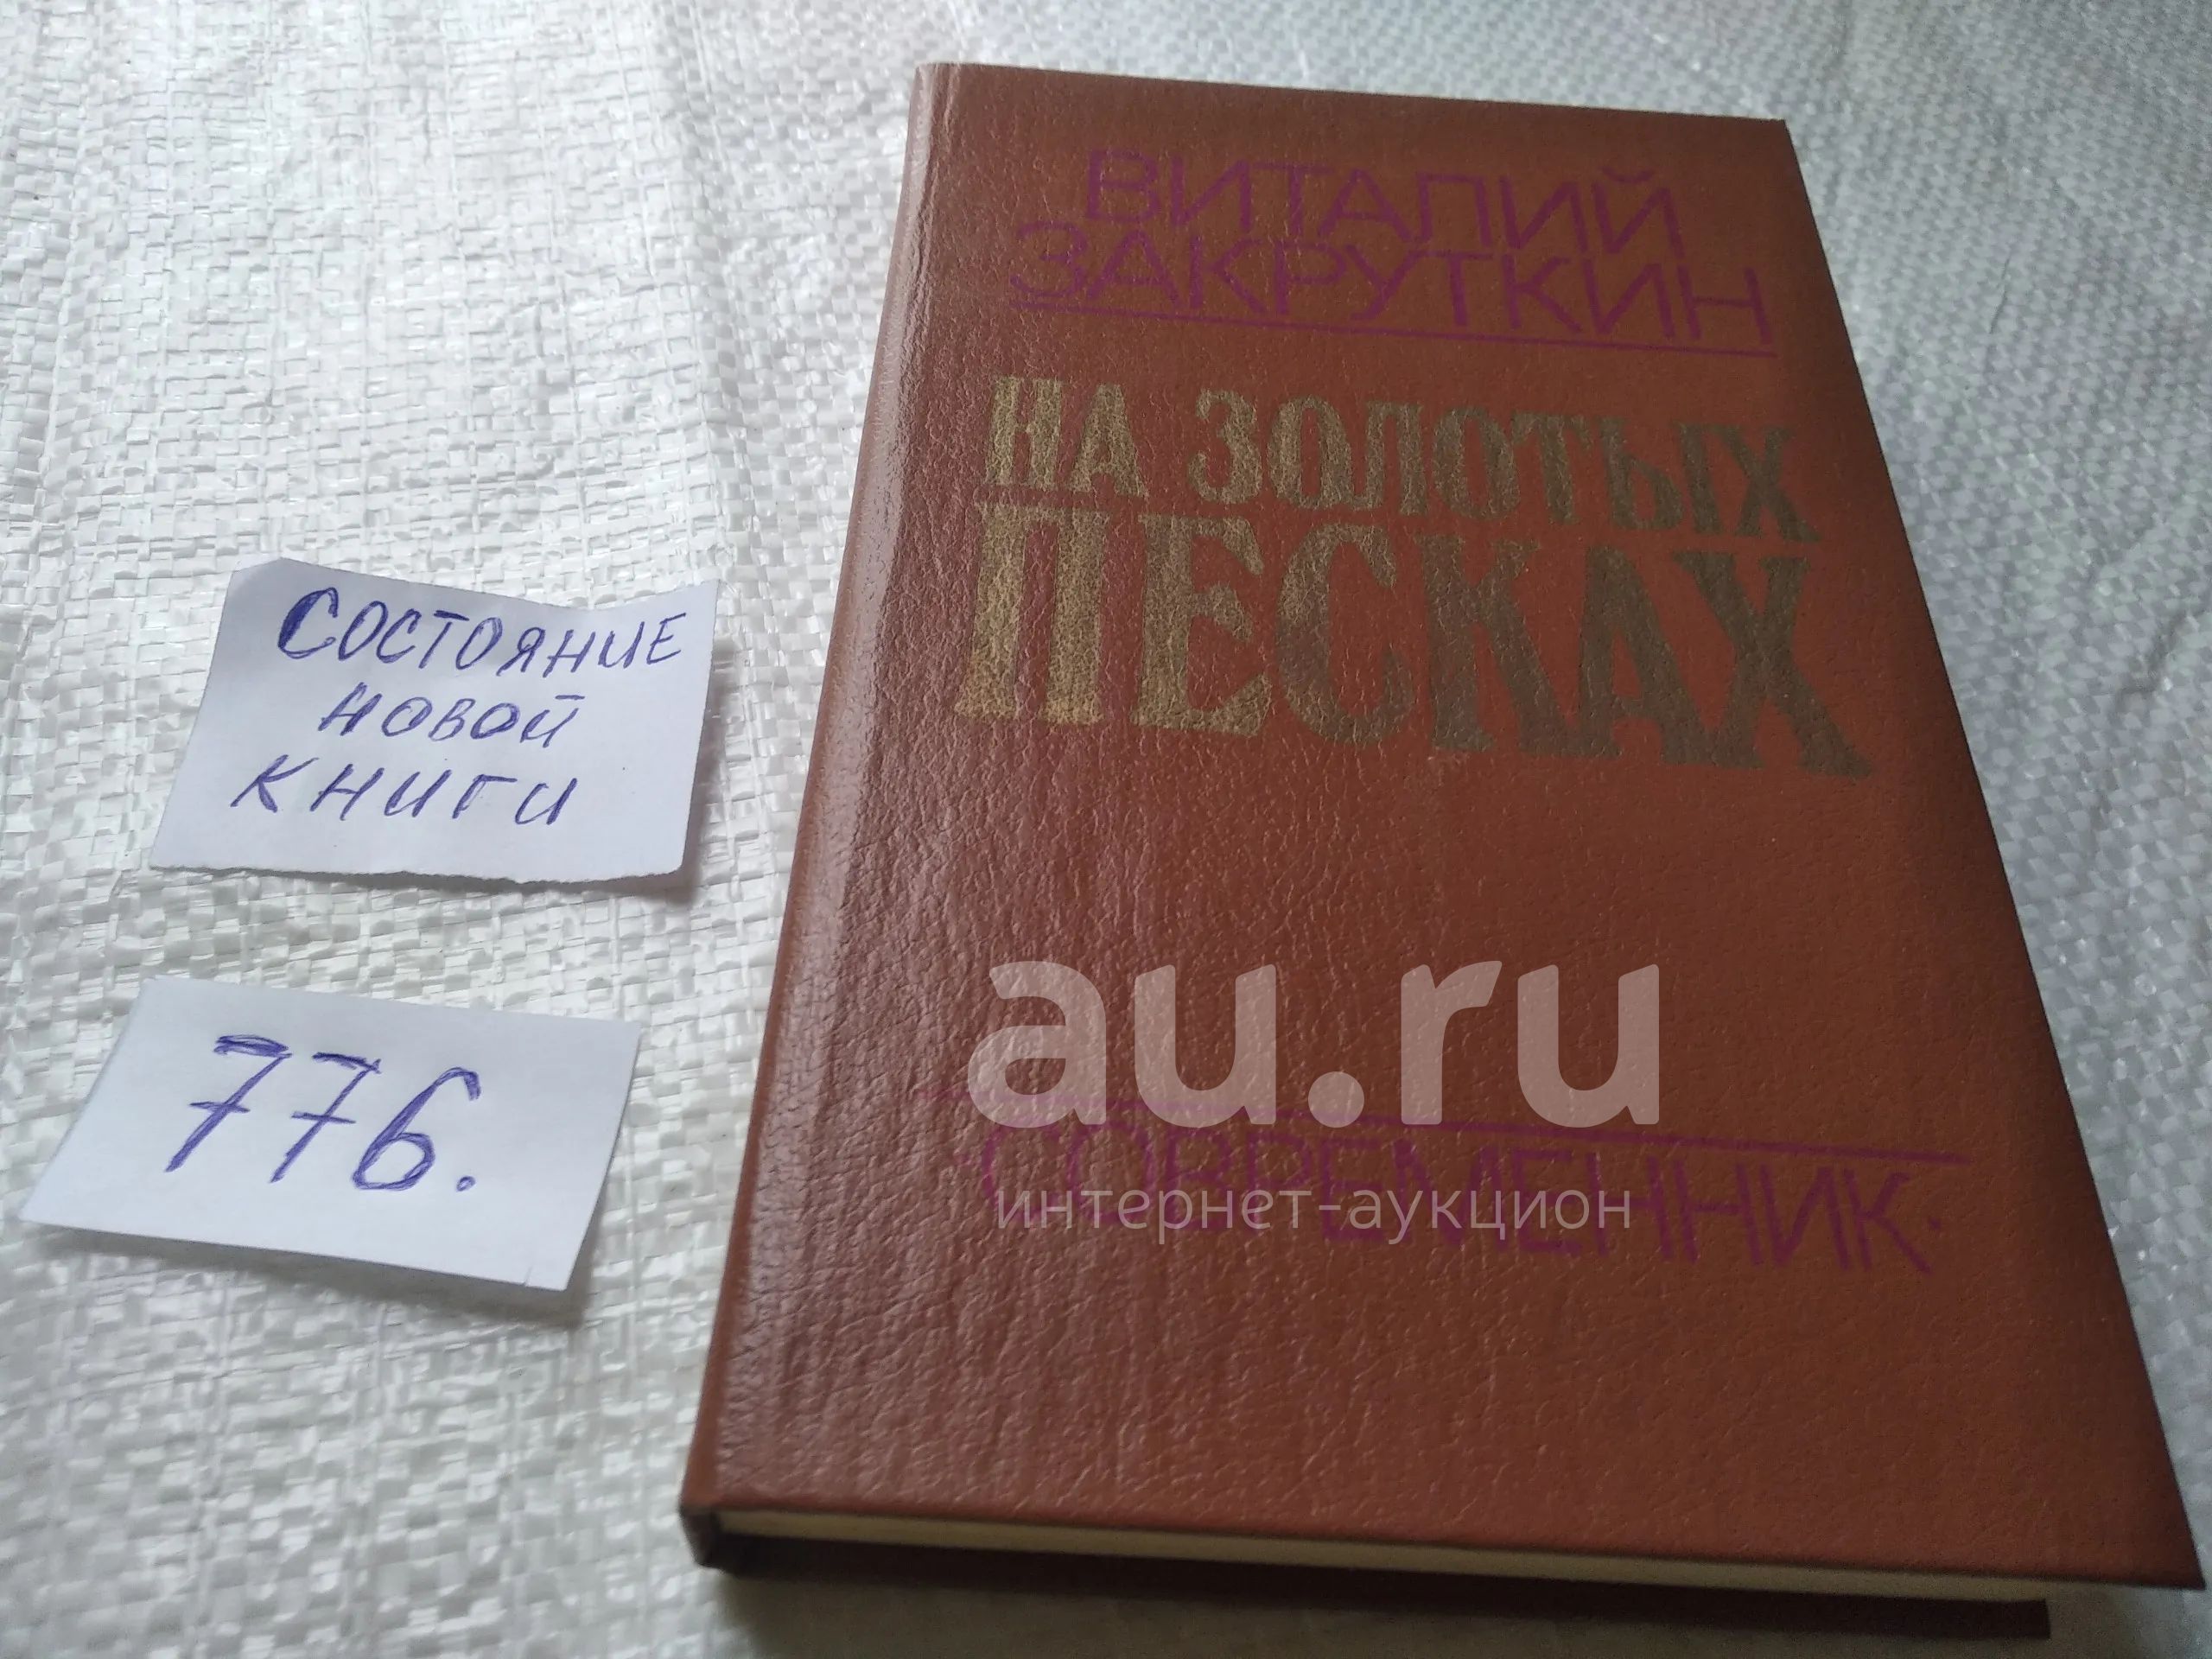 ВИТАЛИЙ
ЗАКРУТКИН
НА ЗОЛОТЫХ
ПЕСКАХ
СОСТОЯНИЕ
НОВОЙ
КНИГИ
776.
au.ru
интернет-аукцион
·СОВРЕМЕННИК·